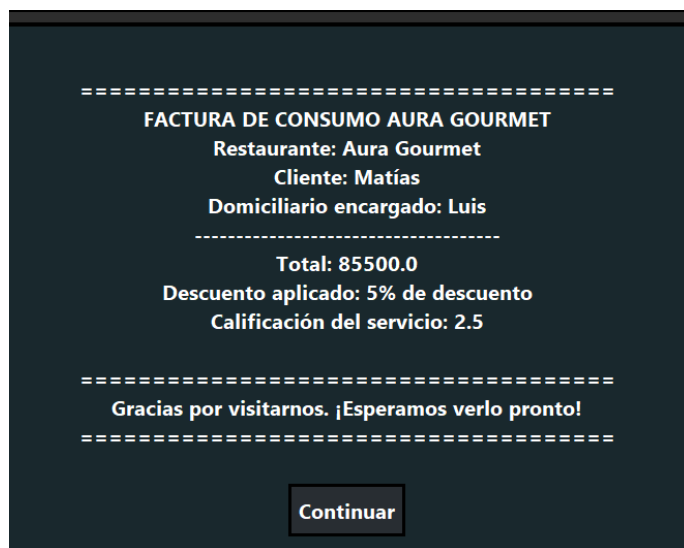 =====================================
FACTURA DE CONSUMO AURA GOURMET
Restaurante: Aura Gourmet
Cliente: Matías
Domiciliario encargado: Luis
-------------------------------------
Total: 85500.0
Descuento aplicado: 5% de descuento
Calificación del servicio: 2.5
=====================================
Gracias por visitarnos. ¡Esperamos verlo pronto!
=====================================
Continuar